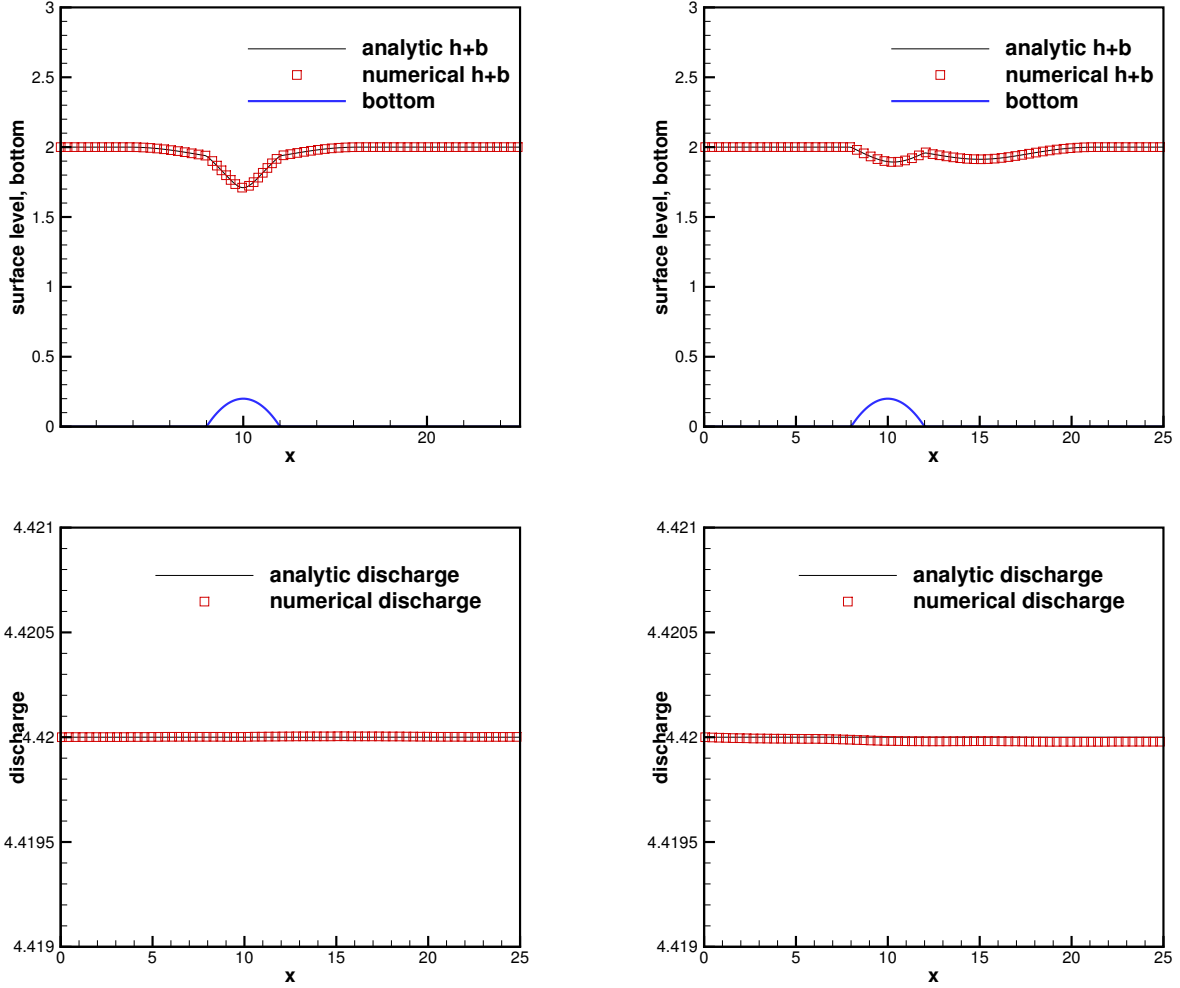 3
2.5
2
1.5
1
0.5
0
10
20
x
surface level, bottom
analytic h+b
numerical h+b
bottom
3
2.5
2
1.5
1
0.5
0
0
5
10
15
20
25
x
surface level, bottom
analytic h+b
numerical h+b
bottom
4.421
4.4205
4.42
4.4195
4.419
0
5
10
15
20
25
x
discharge
analytic discharge
numerical discharge
4.421
4.4205
4.42
4.4195
4.419
0
5
10
15
20
25
x
discharge
analytic discharge
numerical discharge